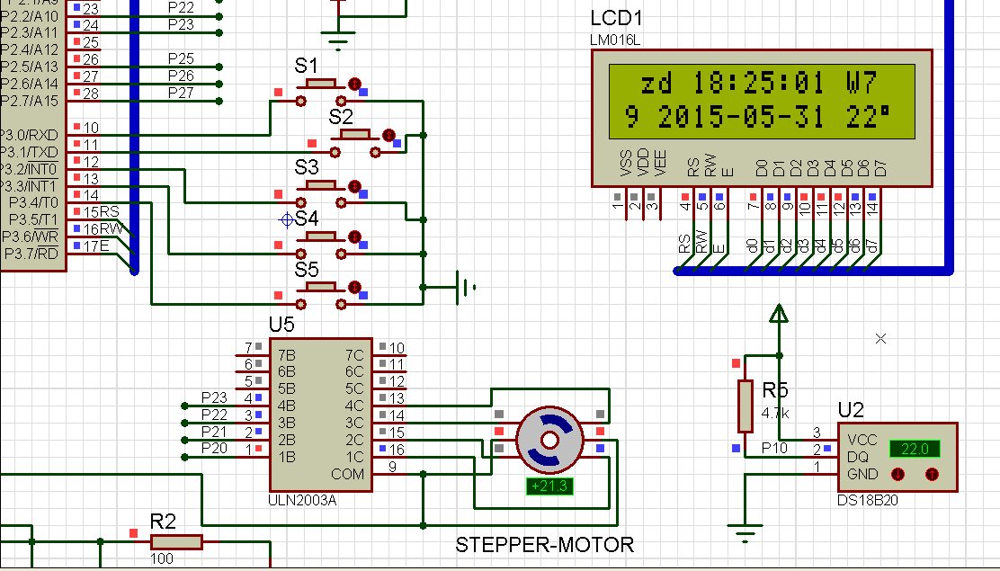 P2.2/A10 23 P22
P2.3/A11 24 P23
P2.4/A12 25
P2.5/A13 26 P25
P2.6/A14 27 P26
P2.7/A15 28 P27
P3.0/RXD 10
P3.1/TXD 11
P3.2/INT0 12
P3.3/INT1 13
P3.4/T0 14
P3.5/T1 15 RS
P3.6/WR 16 RW
P3.7/RD 17 E
S1
S2
S3
S4
S5
LCD1
LM016L
zd 18:25:01 W7
9 2015-05-31 22°
VSS VDD VEE RS RW E D0 D1 D2 D3 D4 D5 D6 D7
1 2 3 4 5 6 7 8 9 10 11 12 13 14
RS RW E d0 d1 d2 d3 d4 d5 d6 d7
U5
7 7B 7C 10
6 6B 6C 11
5 5B 5C 12
P23 4 4B 4C 13
P22 3 3B 3C 14
P21 2 2B 2C 15
P20 1 1B 1C 16
COM 9
ULN2003A
+21.3
STEPPER-MOTOR
R2
100
R5
4.7k
U2
3 VCC 22.0
P10 2 DQ
1 GND
DS18B20